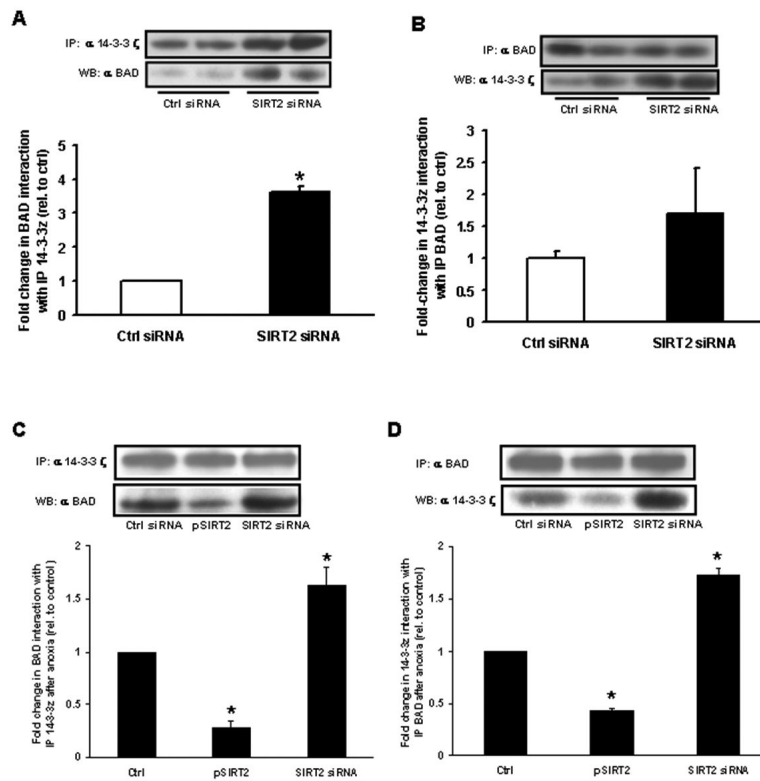 A
IP: α 14-3-3 ζ
WB: α BAD
Ctrl siRNA SIRT2 siRNA
Fold change in BAD interaction
with IP 14-3-3z (rel. to ctrl)
5
4
3
2
1
0
*
Ctrl siRNA SIRT2 siRNA
B
IP: α BAD
WB: α 14-3-3 ζ
Ctrl siRNA SIRT2 siRNA
Fold-change in 14-3-3z interaction
with IP BAD (rel. to ctrl)
3
2.5
2
1.5
1
0.5
0
Ctrl siRNA SIRT2 siRNA
C
IP: α 14-3-3 ζ
WB: α BAD
Ctrl siRNA pSIRT2 SIRT2 siRNA
Fold change in BAD interaction with
IP 14-3-3z after anoxia (rel. to control)
2
1.5
1
0.5
0
*
*
Ctrl pSIRT2 SIRT2 siRNA
D
IP: α BAD
WB: α 14-3-3 ζ
Ctrl siRNA pSIRT2 SIRT2 siRNA
Fold change in 14-3-3z interaction with
IP BAD after anoxia (rel. to control)
2
1.5
1
0.5
0
*
*
Ctrl pSIRT2 SIRT2 siRNA